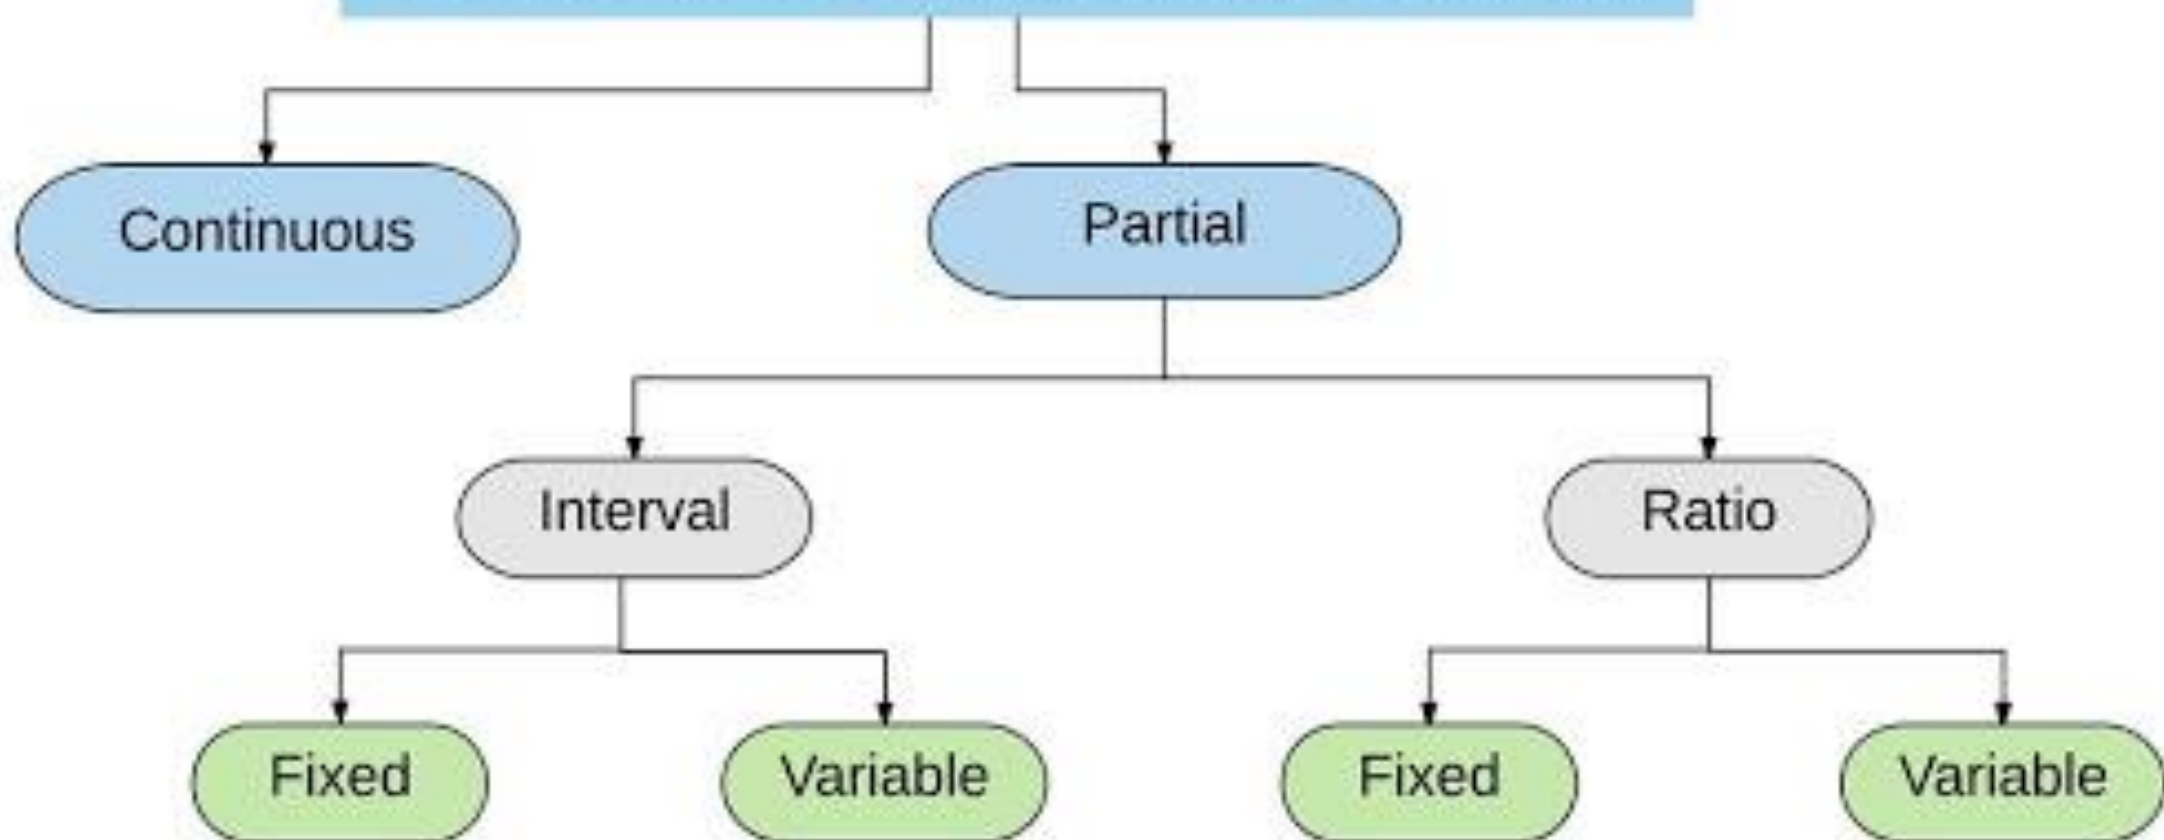 Continuous
Partial
Interval
Ratio
Fixed
Variable
Fixed
Variable